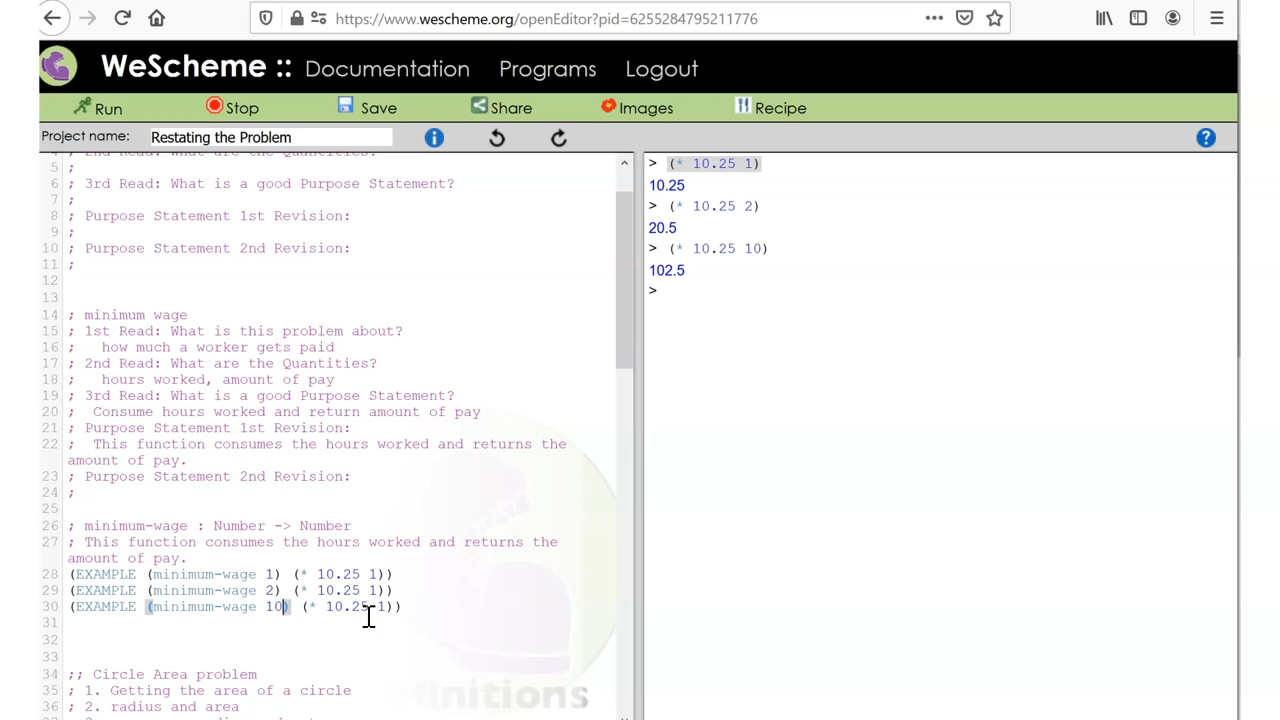 https://www.wescheme.org/openEditor?pid=6255284795211776
WeScheme :: Documentation Programs Logout
Run Stop Save Share Images Recipe
Project name: Restating the Problem
4 ; 2nd Read: What are the Quantities?
5 ;
6 ; 3rd Read: What is a good Purpose Statement?
7 ;
8 ; Purpose Statement 1st Revision:
9 ;
10 ; Purpose Statement 2nd Revision:
11 ;
12
13
14 ; minimum wage
15 ; 1st Read: What is this problem about?
16 ; how much a worker gets paid
17 ; 2nd Read: What are the Quantities?
18 ; hours worked, amount of pay
19 ; 3rd Read: What is a good Purpose Statement?
20 ; Consume hours worked and return amount of pay
21 ; Purpose Statement 1st Revision:
22 ; This function consumes the hours worked and returns the
amount of pay.
23 ; Purpose Statement 2nd Revision:
24 ;
25
26 ; minimum-wage : Number -> Number
27 ; This function consumes the hours worked and returns the
amount of pay.
28 (EXAMPLE (minimum-wage 1) (* 10.25 1))
29 (EXAMPLE (minimum-wage 2) (* 10.25 1))
30 (EXAMPLE (minimum-wage 10) (* 10.25 1))
31
32
33
34 ;; Circle Area problem
35 ; 1. Getting the area of a circle
36 ; 2. radius and area
> (* 10.25 1)
10.25
> (* 10.25 2)
20.5
> (* 10.25 10)
102.5
>